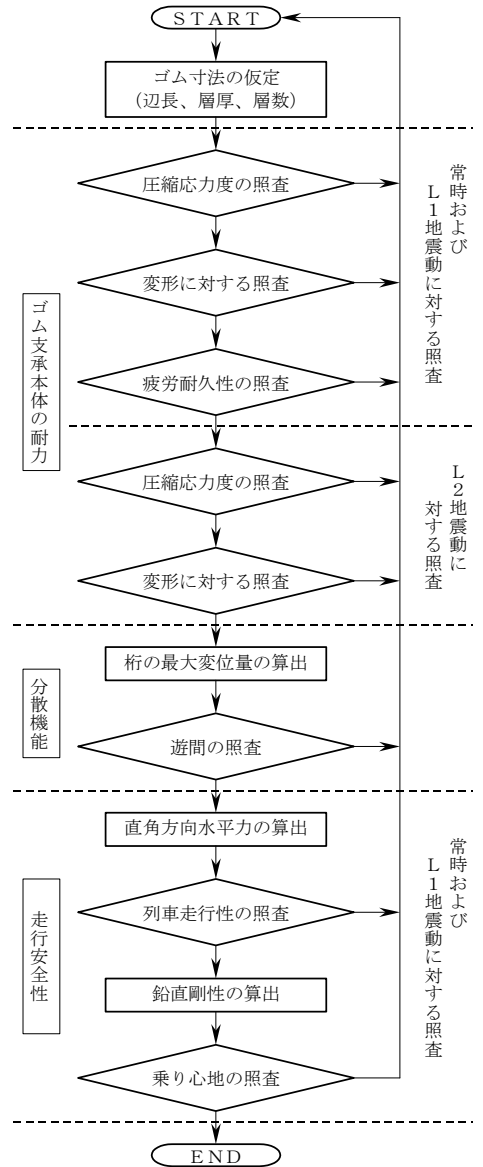 ＳＴＡＲＴ
ゴム寸法の仮定
（辺長、層厚、層数）
圧縮応力度の照査
変形に対する照査
疲労耐久性の照査
ゴム支承本体の耐力
常時および
Ｌ１地震動に対する照査
圧縮応力度の照査
変形に対する照査
Ｌ２地震動に
対する照査
桁の最大変位量の算出
遊間の照査
分散機能
直角方向水平力の算出
列車走行性の照査
鉛直剛性の算出
乗り心地の照査
走行安全性
常時および
Ｌ１地震動に対する照査
ＥＮＤ